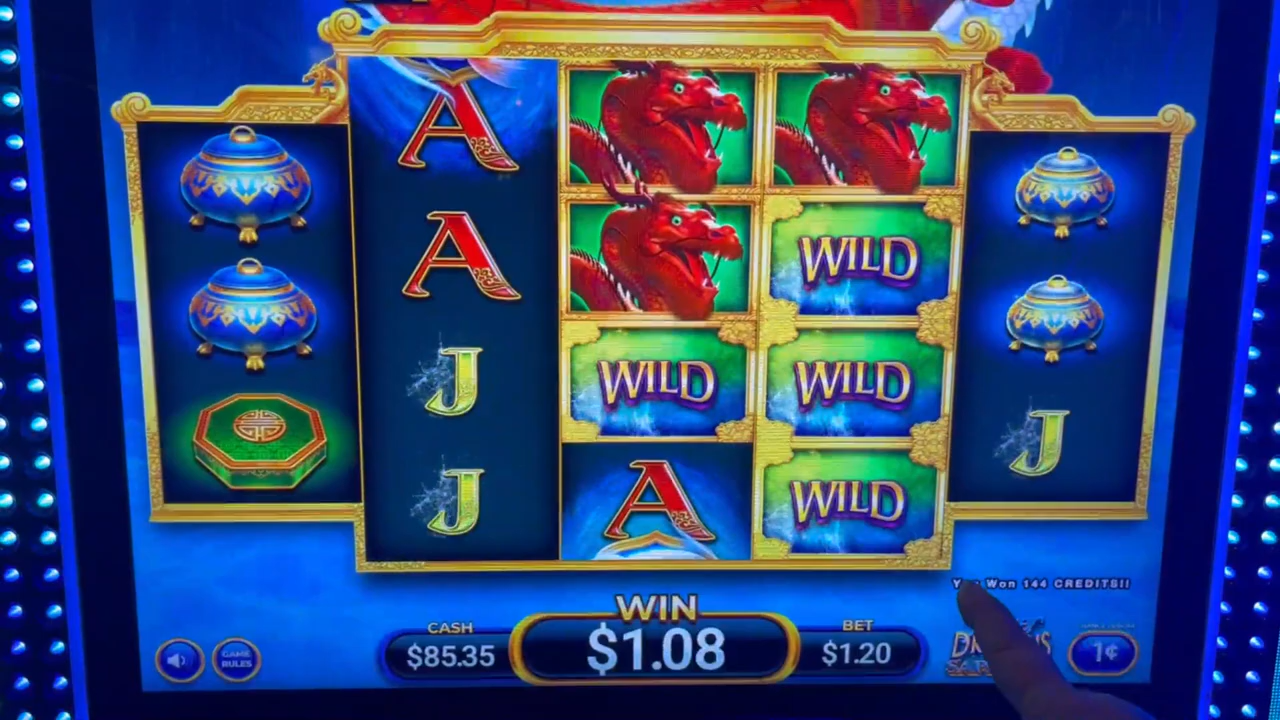 A
A
WILD
J
WILD
WILD
J
J
A
WILD
You Won 144 CREDITS!!
WIN
CASH
BET
$85.35
$1.08
$1.20
GAME
RULES
1¢